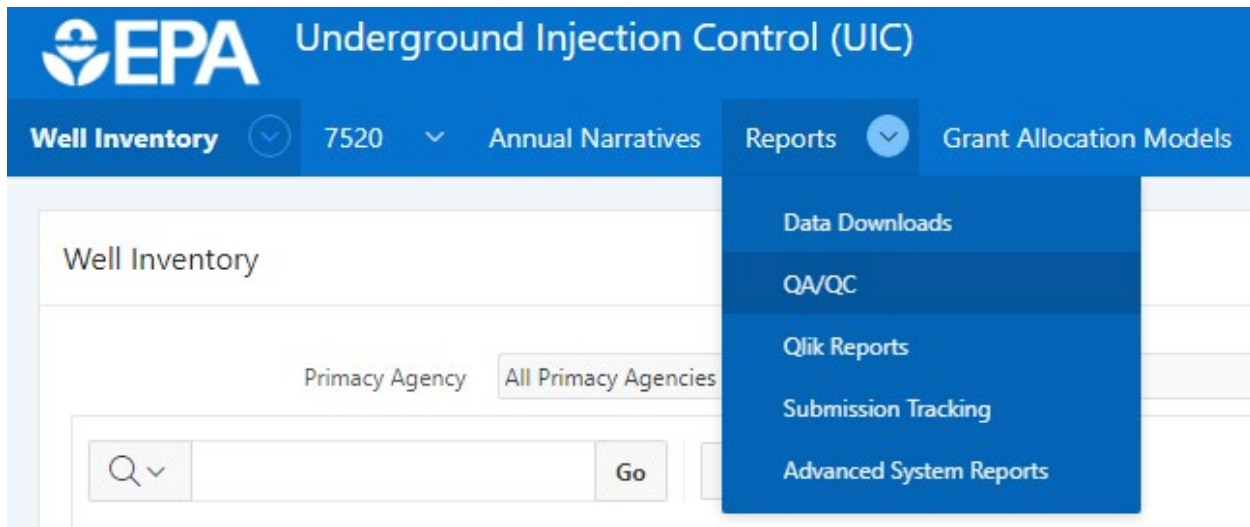 EPA Underground Injection Control (UIC)
Well Inventory 7520 Annual Narratives Reports Grant Allocation Models
Data Downloads
Well Inventory
QA/QC
Qlik Reports
Primacy Agency All Primacy Agencies
Submission Tracking
Go
Advanced System Reports